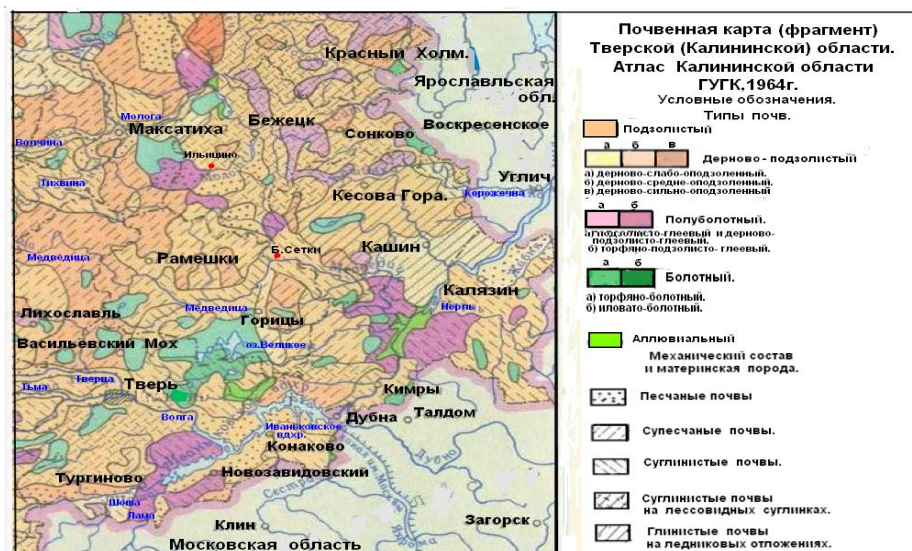 Почвенная карта (фрагмент)
Тверской (Калининской) области.
Атлас Калининской области
ГУГК,1964г.
Условные обозначения.
Типы почв.
Подзолистый
а б в
Дерново-подзолистый
а) дерново-слабо-оподзоленный.
б) дерново-средне-оподзоленный.
в) дерново-сильно-оподзоленный
а б
Полуболотный.
а) подзолисто-глеевый и дерново-
подзолисто-глеевый.
б) торфяно-подзолисто-глеевый.
а б
Болотный.
а) торфяно-болотный.
б) иловато-болотный.
Аллювиальный
Механический состав
и материнская порода.
Песчаные почвы
Супесчаные почвы.
Суглинистые почвы.
Суглинистые почвы
на лессовидных суглинках.
Глинистые почвы
на ледниковых отложениях.
Красный Холм.
Ярославльская
обл.
Молога
Максатиха
Бежецк
Воскресенное
Сонково
Волчина
Ильицино
Углич
Тихвина
Кесова Гора.
Корожечна
Б.Сетки
Кашин
Медведица
Рамешки
Калязин
Медведица
Нерль
Лихославль
Горицы
Васильевский Мох
оз.Великое
Тверца
Тьма
Тверь
Кимры
Волга
Дубна
Талдом
Иваньковское
вдхр.
Конаково
Дубна
Тургиново
Новозавидовский
Сестра
Шоша
Лама
Клин
Загорск
Московская область